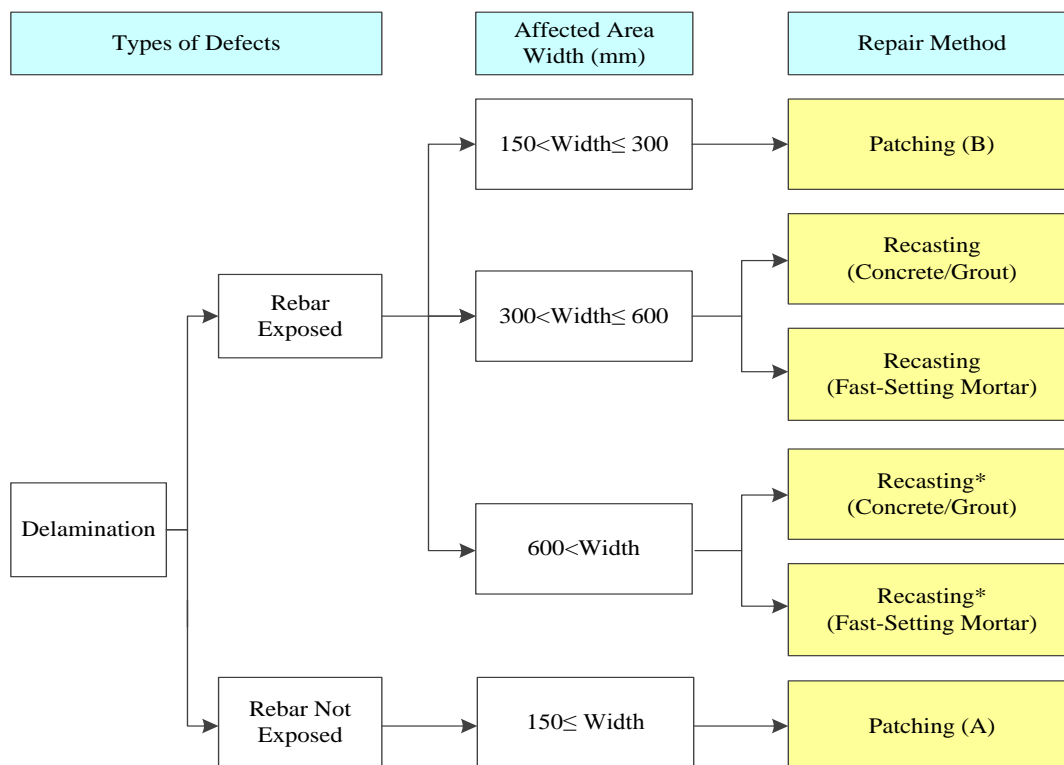 Types of Defects
Affected Area
Width (mm)
Repair Method
150<Width≤ 300
Patching (B)
Recasting
(Concrete/Grout)
Rebar
Exposed
300<Width≤ 600
Recasting
(Fast-Setting Mortar)
Recasting*
(Concrete/Grout)
Delamination
600<Width
Recasting*
(Fast-Setting Mortar)
Rebar Not
Exposed
150≤ Width
Patching (A)